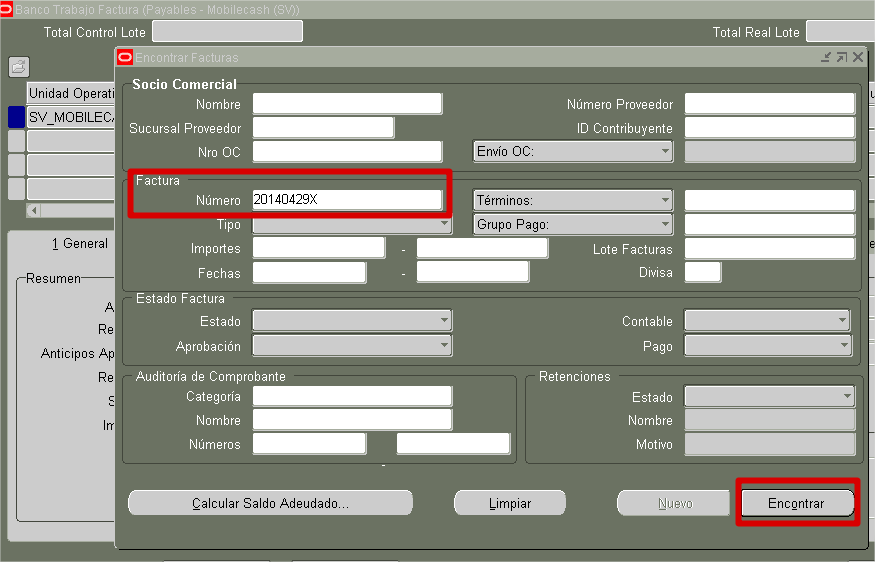 Banco Trabajo Factura (Payables - Mobilecash (SV))
Total Control Lote
Total Real Lote
Encontrar Facturas
Unidad Operati
SV_MOBILECA
Socio Comercial
Nombre
Número Proveedor
Sucursal Proveedor
ID Contribuyente
Nro OC
Envío OC:
Factura
Número 20140429X
Términos:
Tipo
Grupo Pago:
Importes -
Lote Facturas
Fechas -
Divisa
1 General
Resumen
A
Re
Anticipos Ap
Re
S
Im
Estado Factura
Estado
Contable
Aprobación
Pago
Auditoría de Comprobante
Categoría
Nombre
Números
-
Retenciones
Estado
Nombre
Motivo
Calcular Saldo Adeudado...
Limpiar
Nuevo
Encontrar